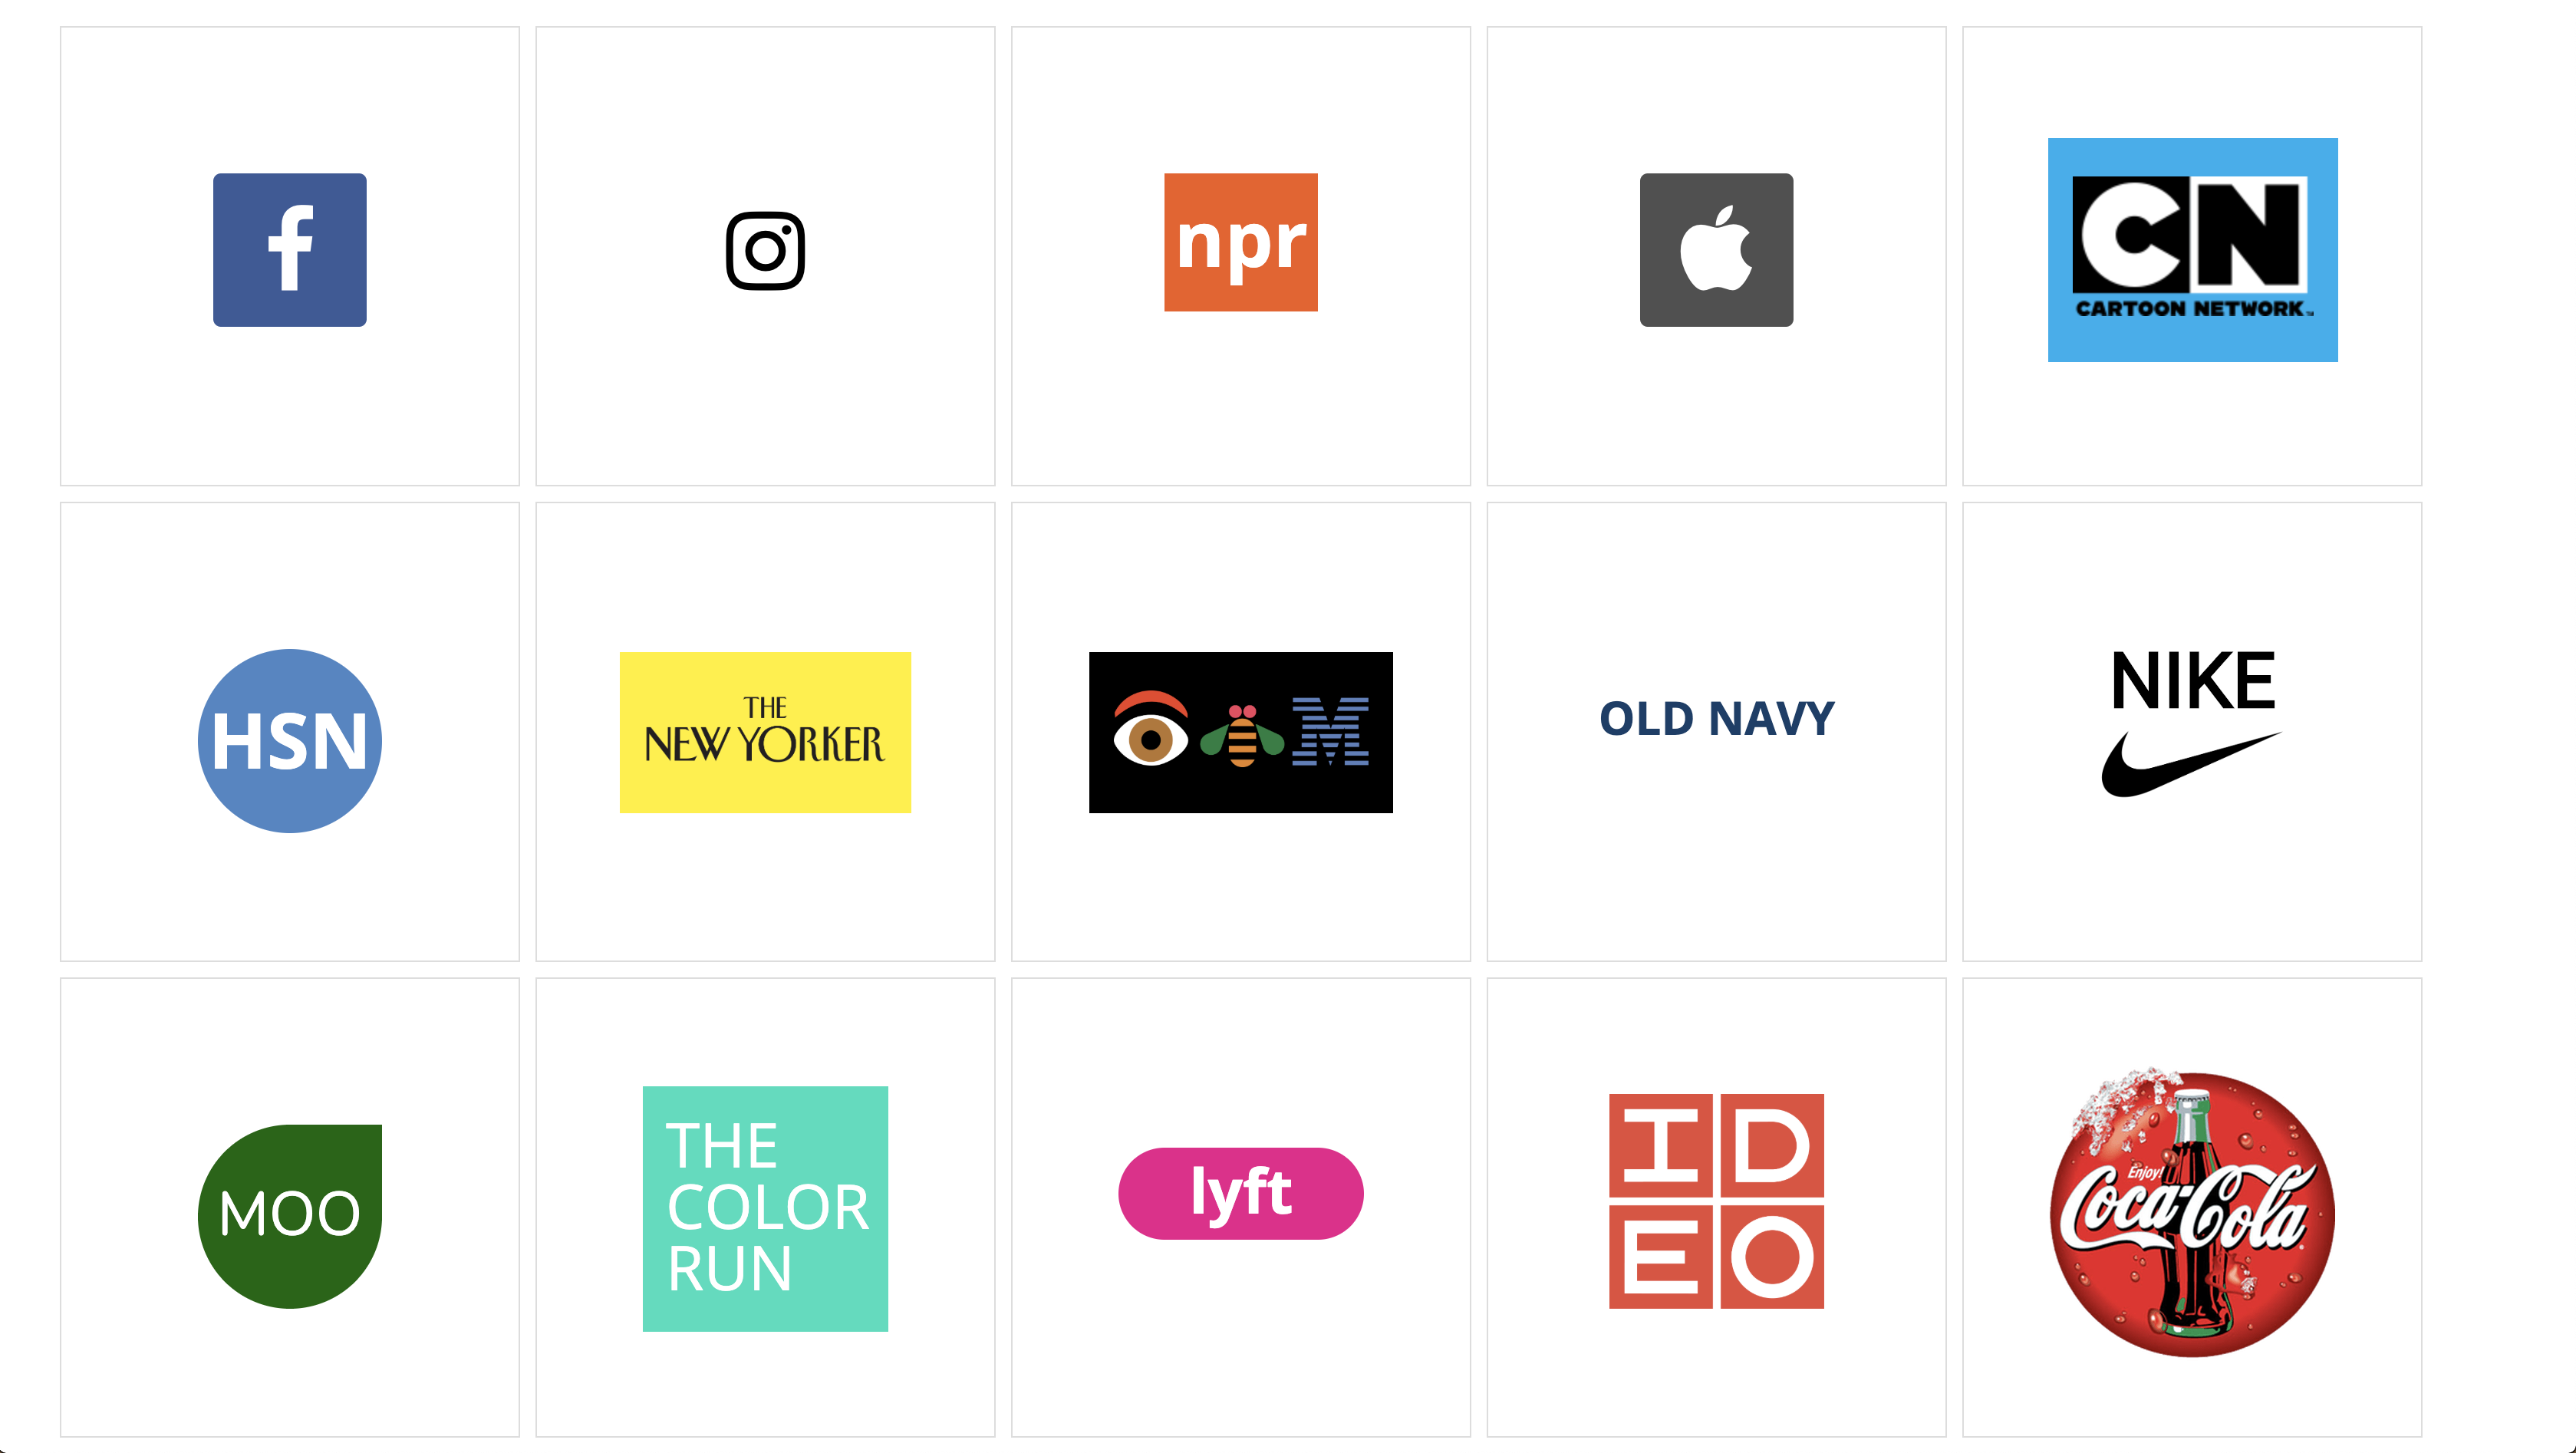 f
npr
CN
CARTOON NETWORK™
HSN
THE
NEW YORKER
M
OLD NAVY
NIKE
MOO
THE
COLOR
RUN
lyft
ID
EO
Enjoy!
Coca-Cola